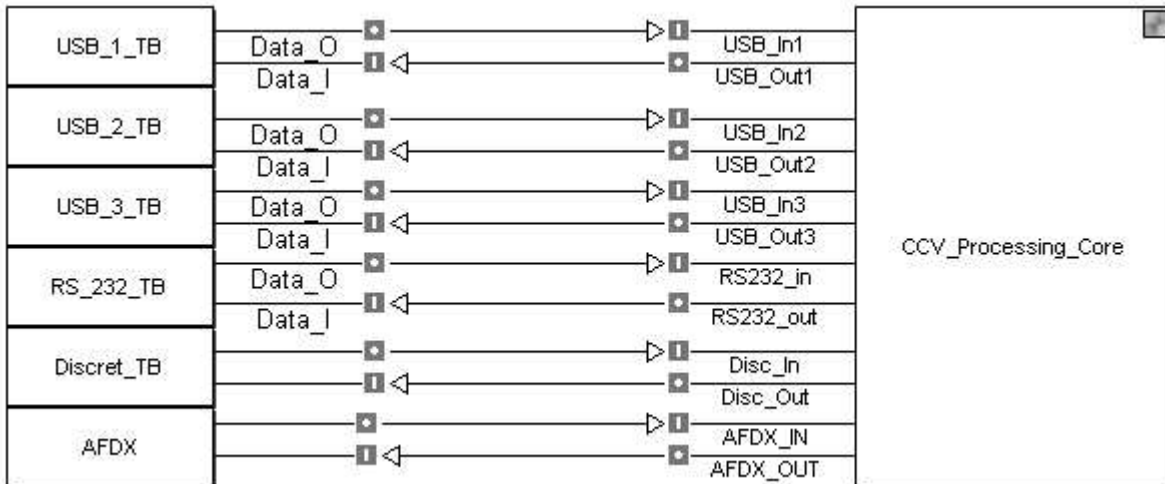 USB_1_TB
Data_O
USB_In1
Data_I
USB_Out1
USB_2_TB
Data_O
USB_In2
Data_I
USB_Out2
USB_3_TB
Data_O
USB_In3
Data_I
USB_Out3
CCV_Processing_Core
RS_232_TB
Data_O
RS232_in
Data_I
RS232_out
Discret_TB
Disc_In
Disc_Out
AFDX
AFDX_IN
AFDX_OUT